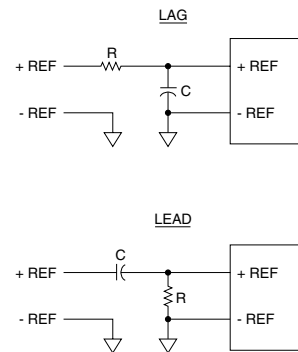 LAG
+ REF R + REF
C
- REF - REF
LEAD
C
+ REF + REF
R
- REF - REF